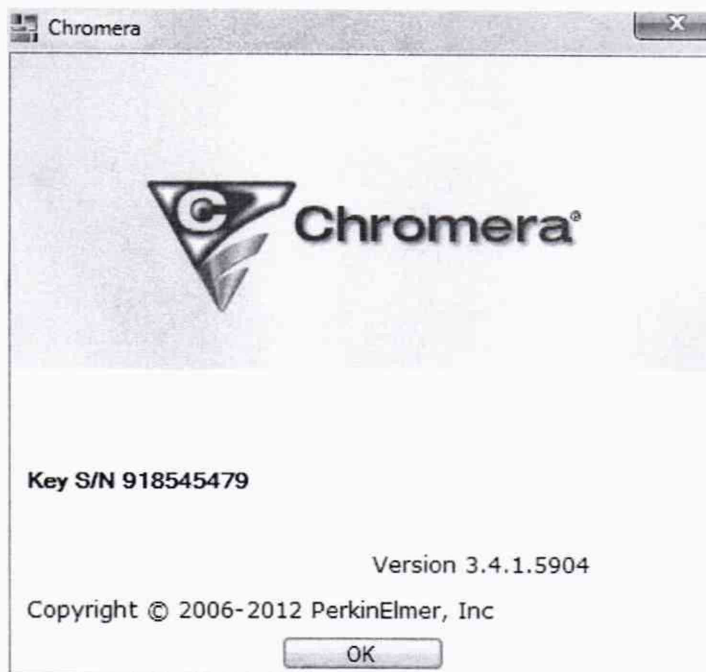 Chromera
Chromera®
Key S/N 918545479
Version 3.4.1.5904
Copyright © 2006-2012 PerkinElmer, Inc
OK